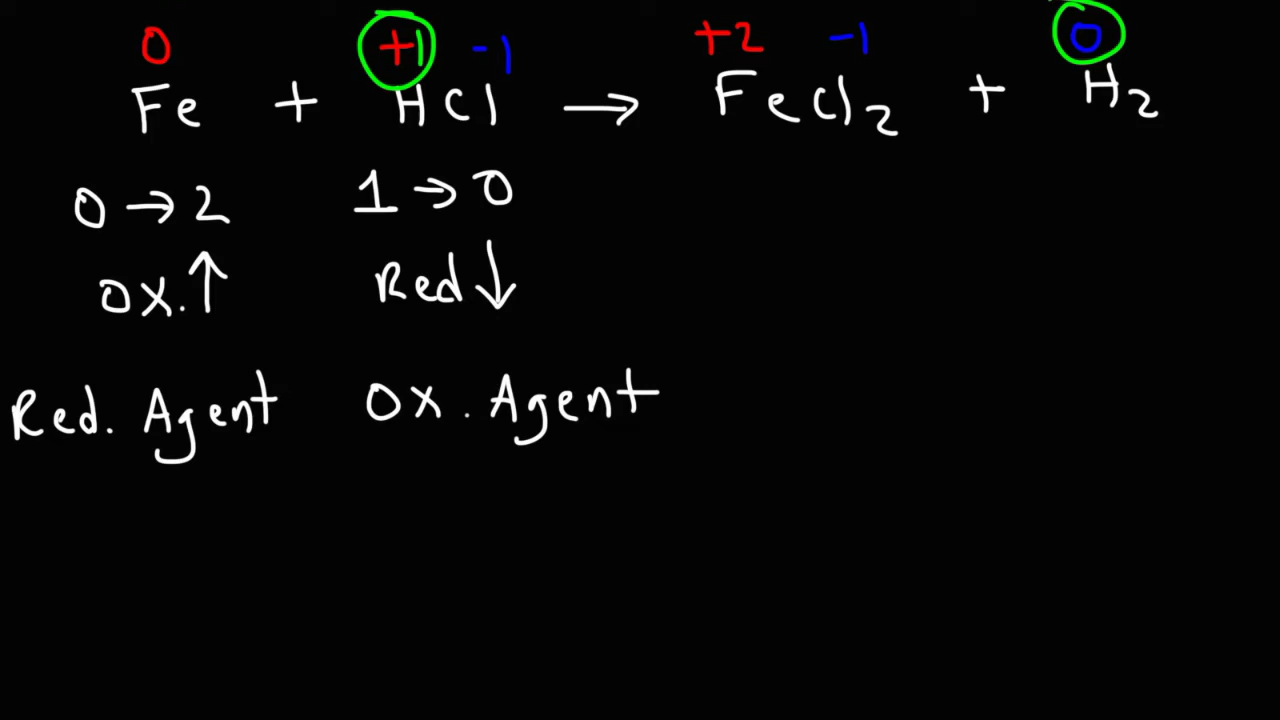 0 +1 -1 +2 -1 0
Fe + HCl → FeCl2 + H2
0 → 2 1 → 0
Ox. ↑ Red ↓
Red. Agent Ox. Agent